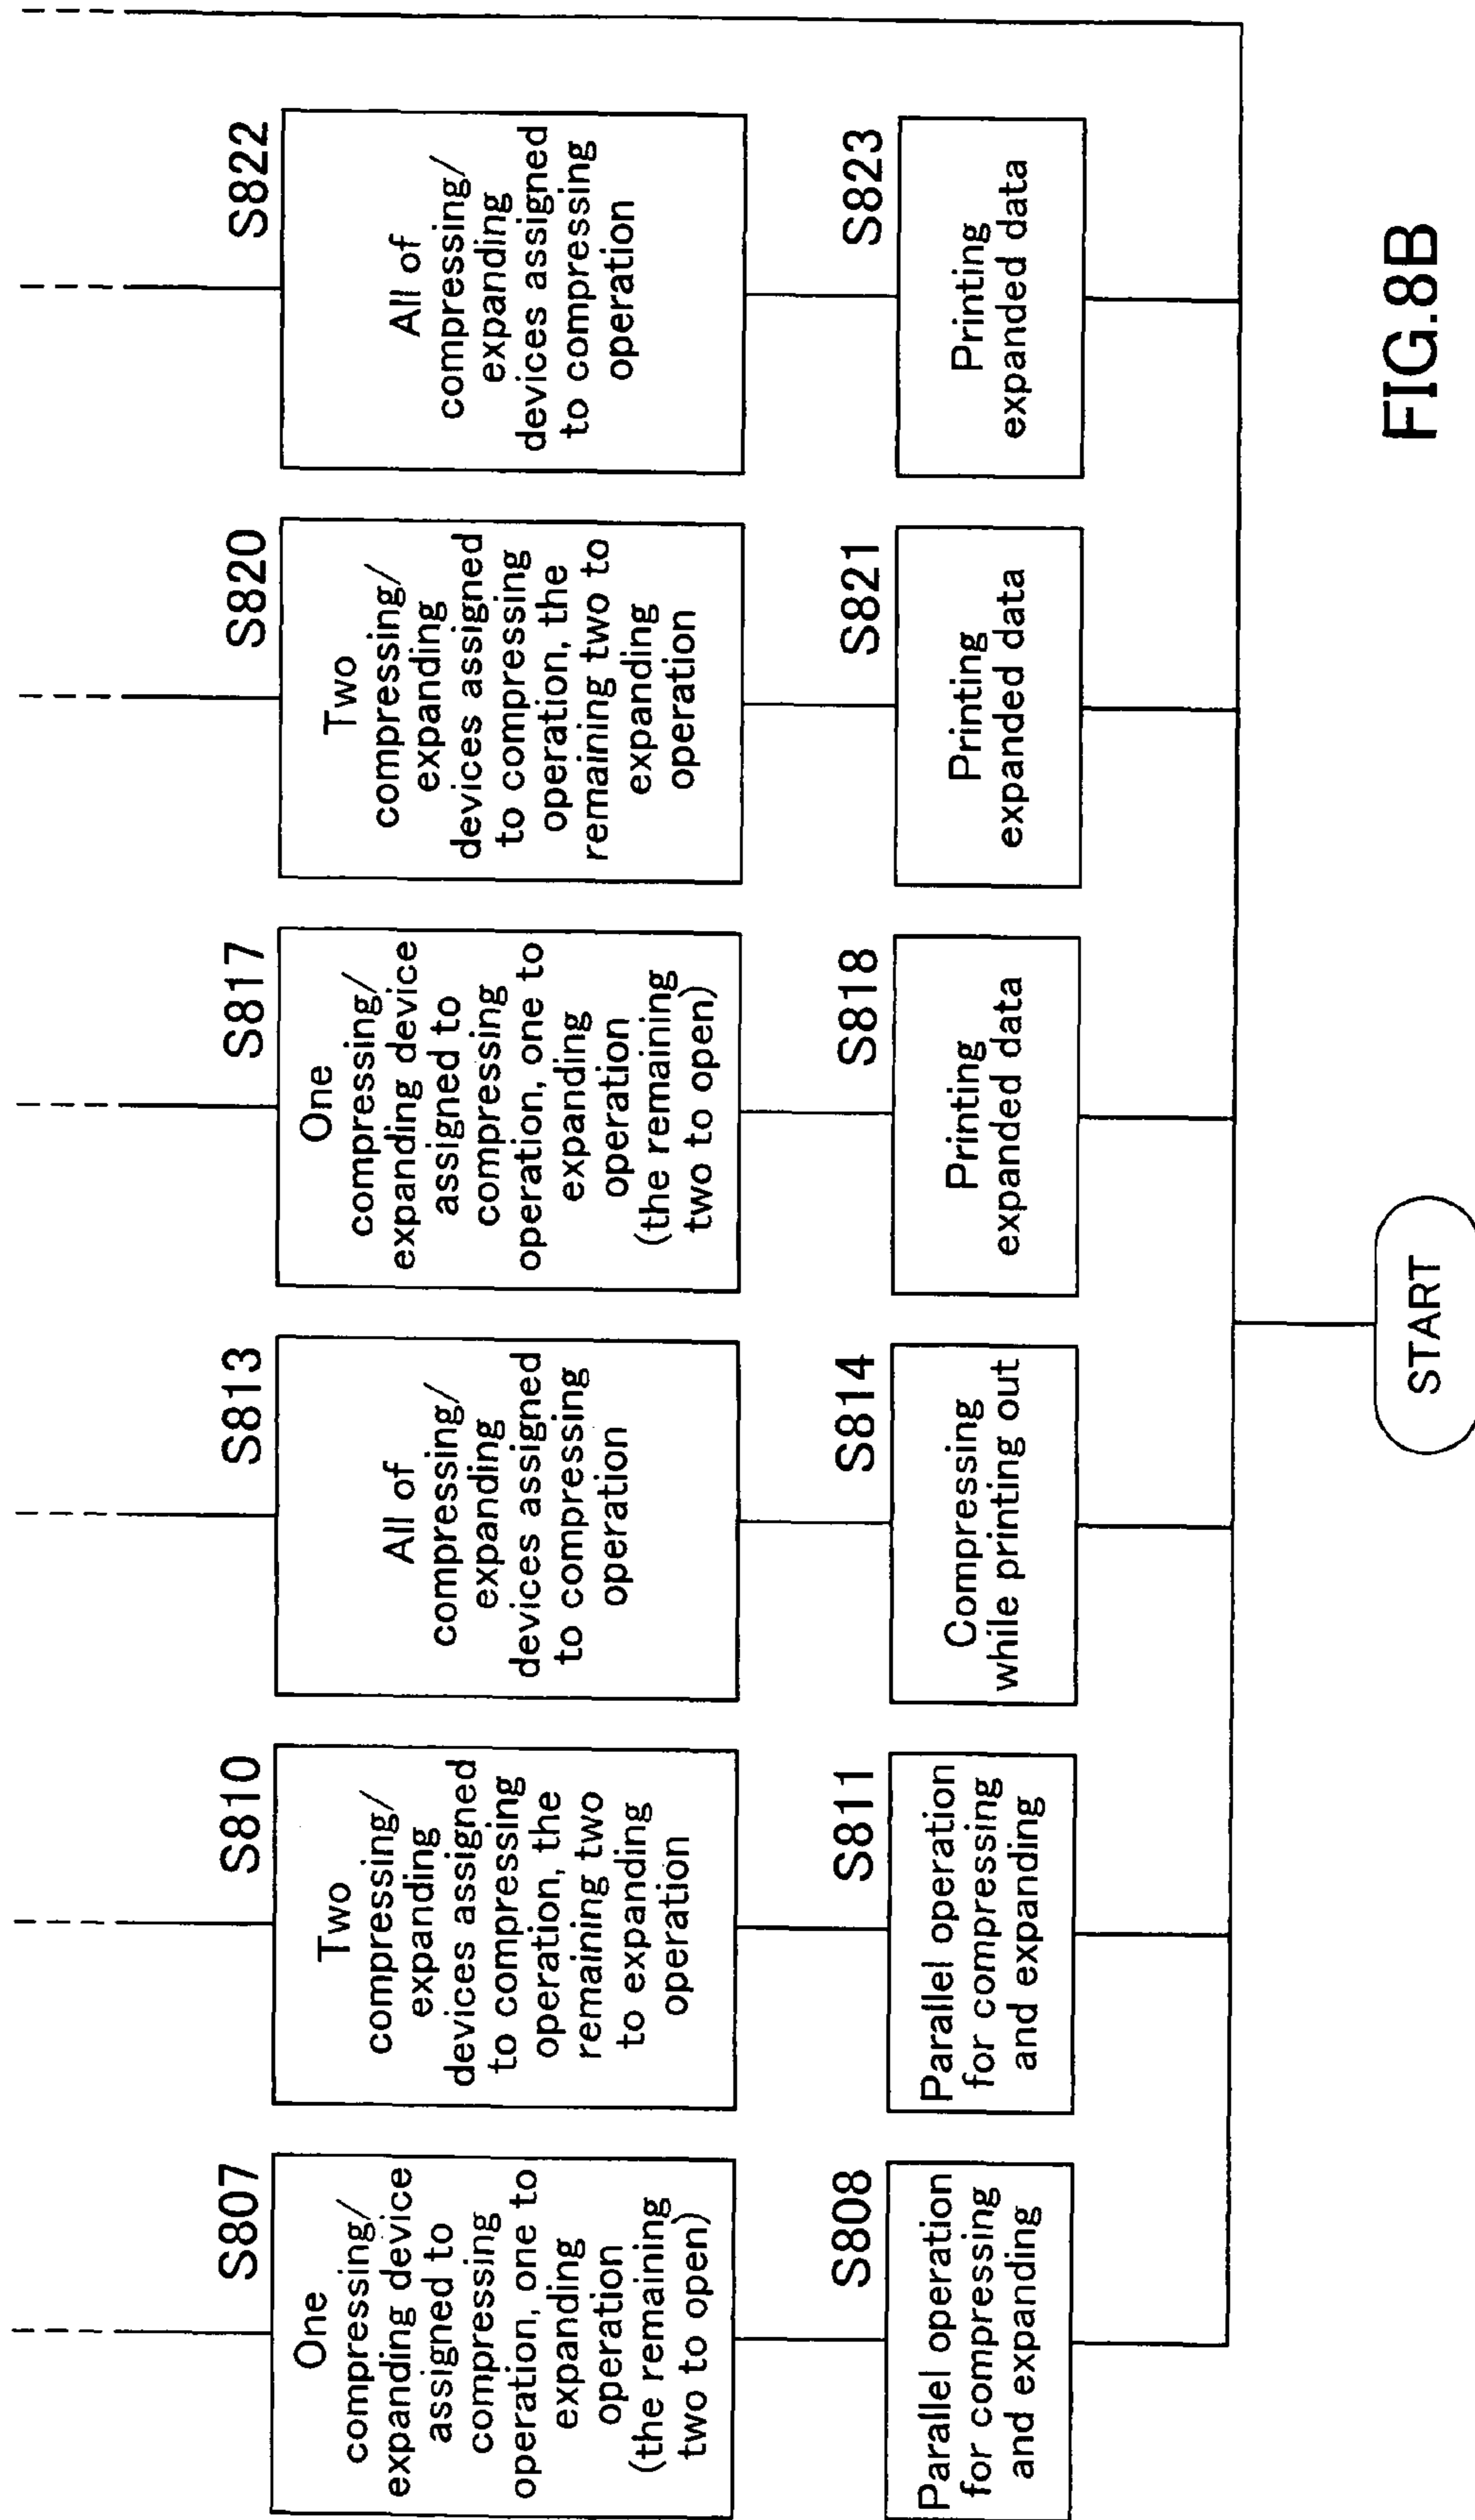 S807
One
compressing/
expanding device
assigned to
compressing
operation, one to
expanding
operation
(the remaining
two to open)
S808
Parallel operation
for compressing
and expanding
S810
Two
compressing/
expanding
devices assigned
to compressing
operation, the
remaining two
to expanding
operation
S811
Parallel operation
for compressing
and expanding
S813
All of
compressing/
expanding
devices assigned
to compressing
operation
S814
Compressing
while printing out
S817
One
compressing/
expanding device
assigned to
compressing
operation, one to
expanding
operation
(the remaining
two to open)
S818
Printing
expanded data
S820
Two
compressing/
expanding
devices assigned
to compressing
operation, the
remaining two to
expanding
operation
S821
Printing
expanded data
S822
All of
compressing/
expanding
devices assigned
to compressing
operation
S823
Printing
expanded data
START
FIG.8B